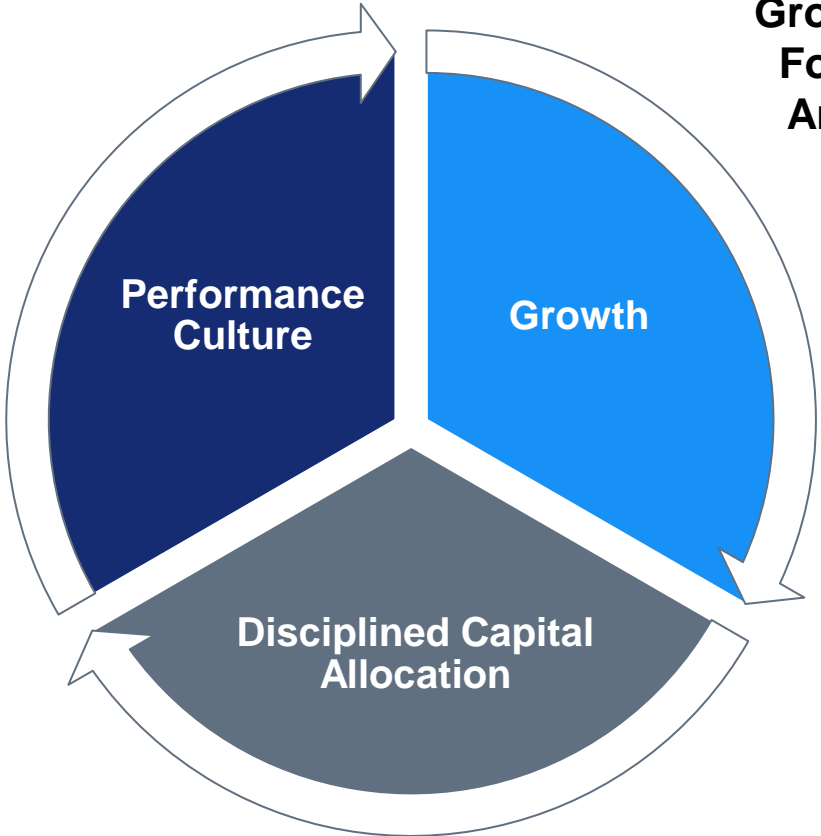 Performance
Culture
Growth
Disciplined Capital
Allocation